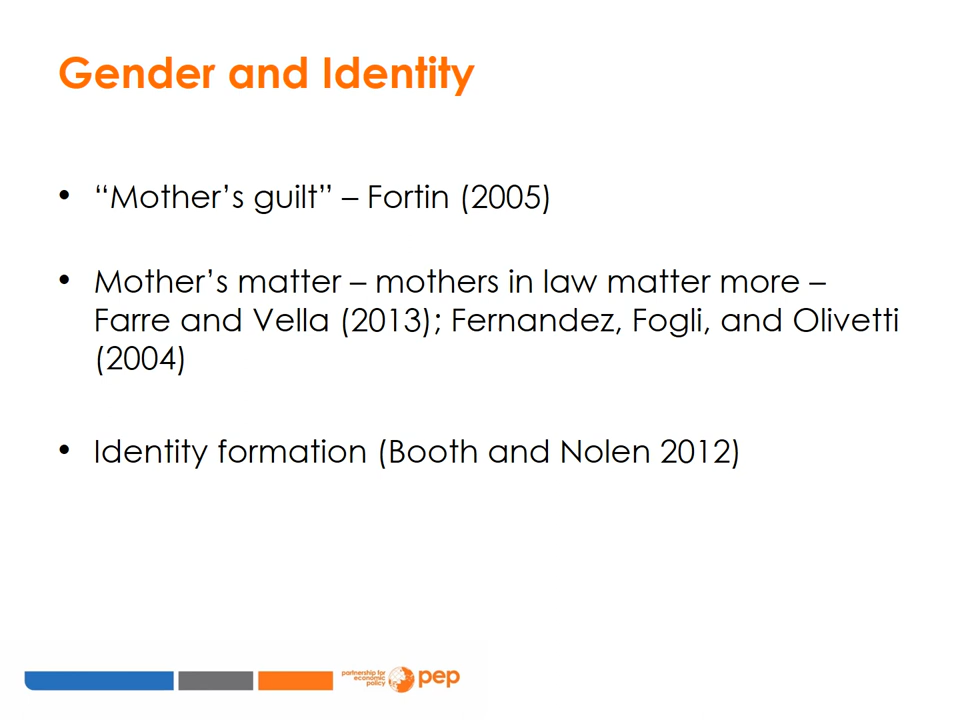 Gender and Identity
• “Mother’s guilt” – Fortin (2005)
• Mother’s matter – mothers in law matter more –
Farre and Vella (2013); Fernandez, Fogli, and Olivetti
(2004)
• Identity formation (Booth and Nolen 2012)
partnership for
economic
policy
pep